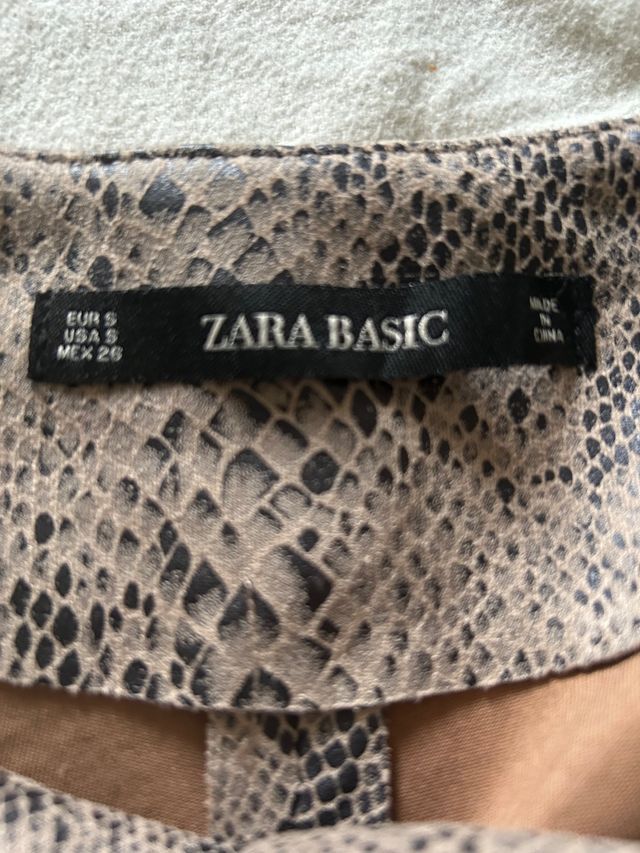 EUR S
USA S
MEX 26
ZARA BASIC
MADE
IN
CHINA